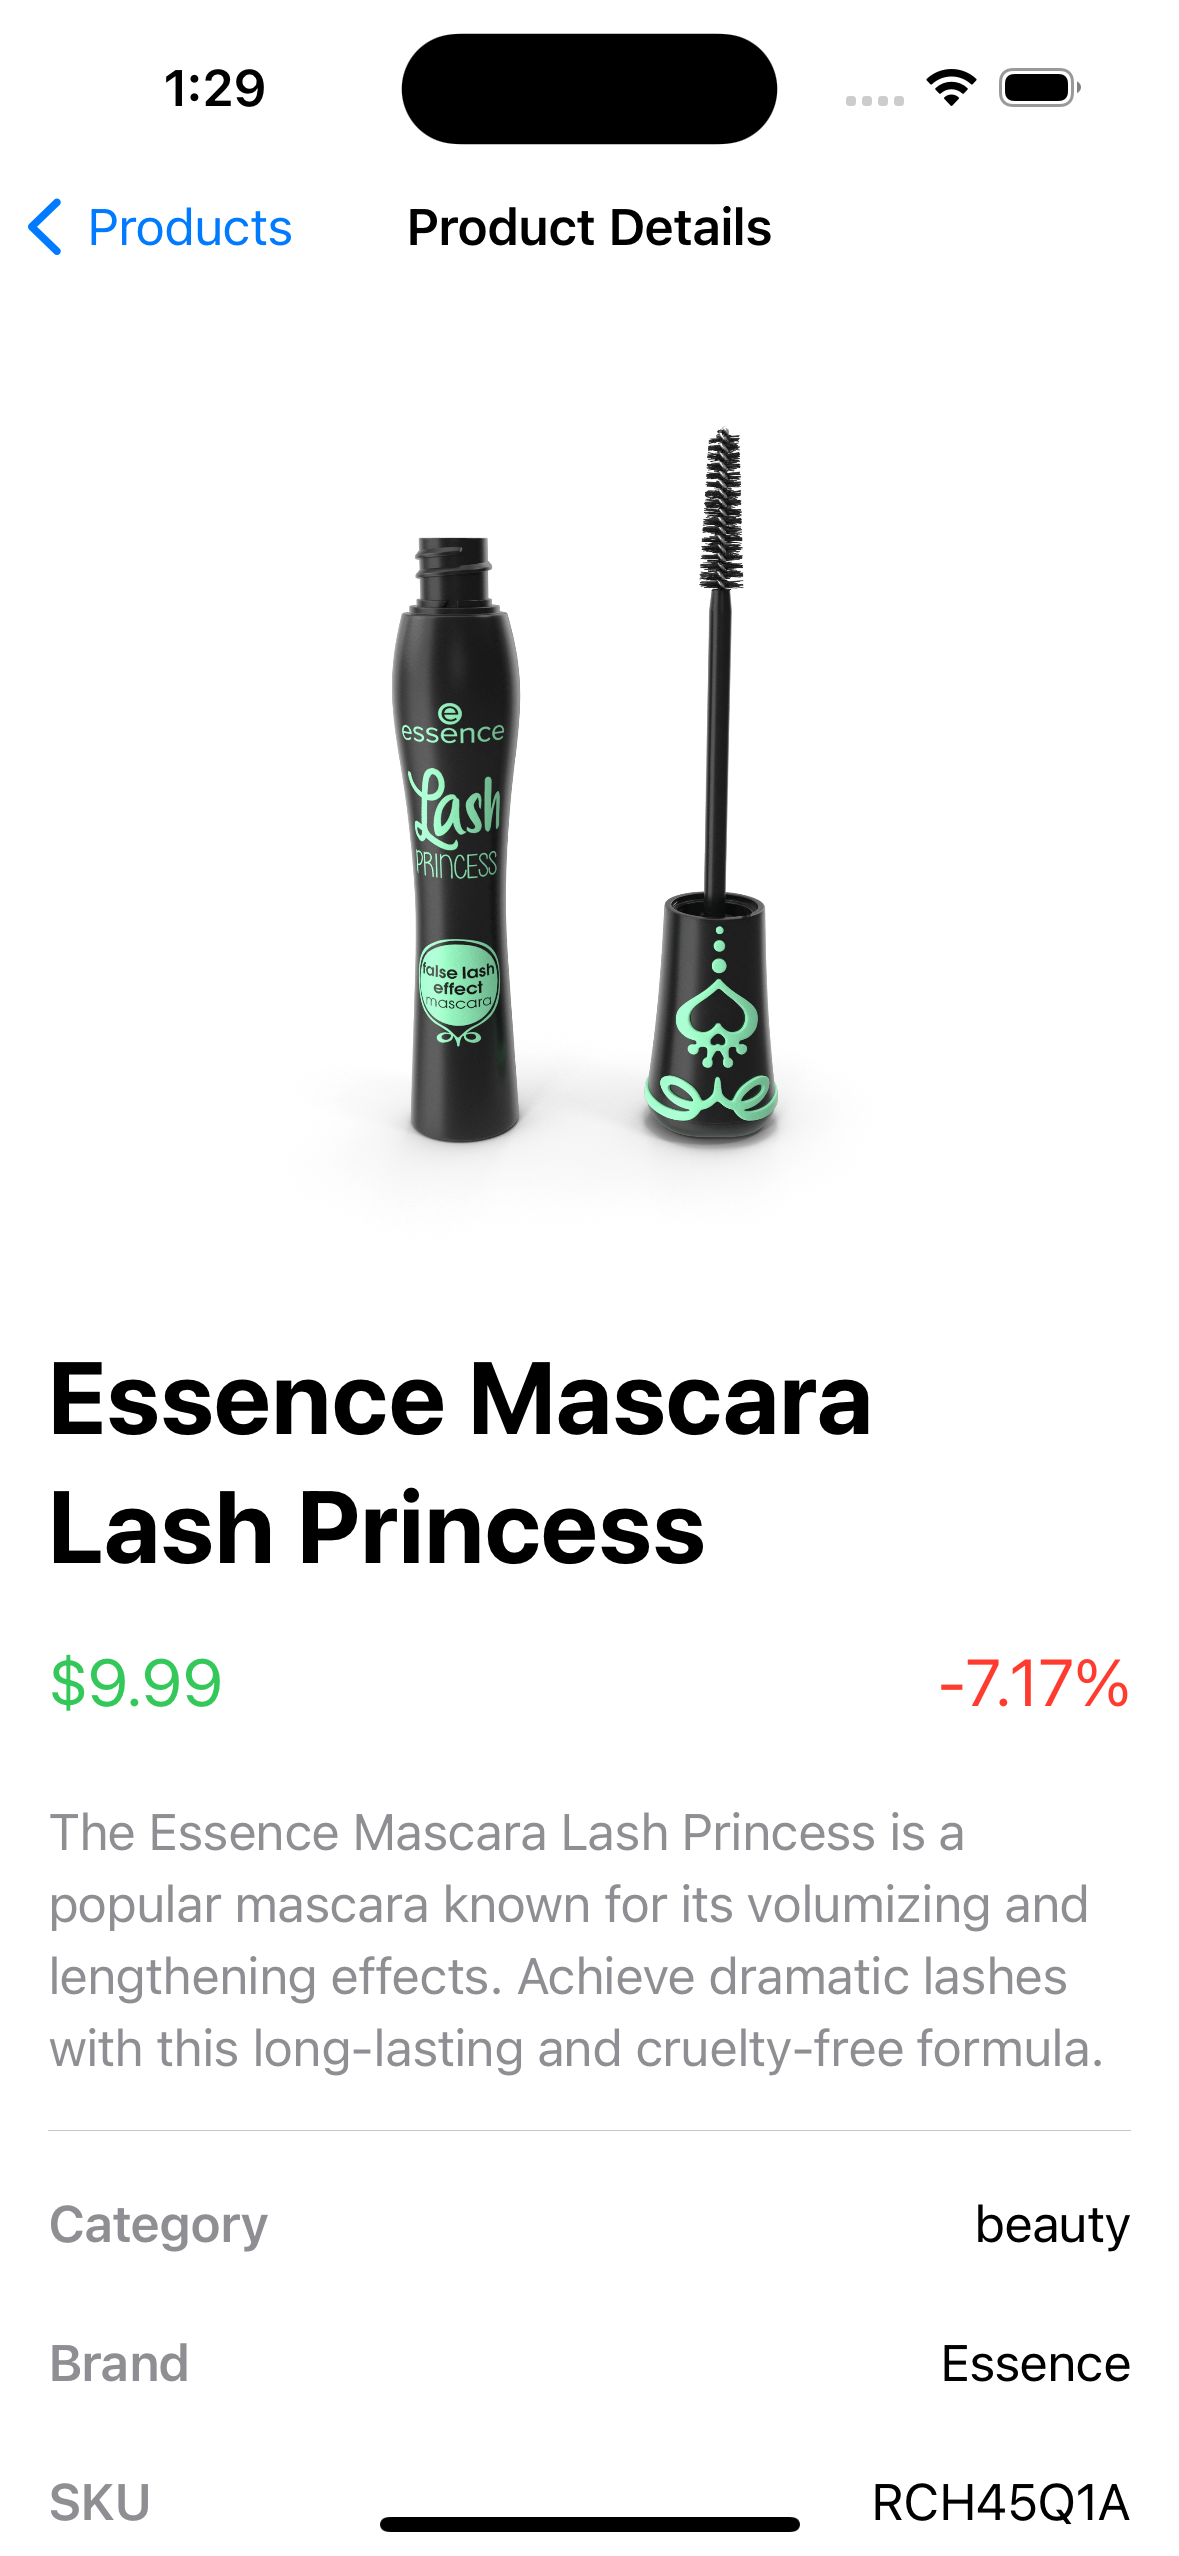 1:29
Products
Product Details
essence
Lash
PRINCESS
false lash
effect
mascara
Essence Mascara
Lash Princess
$9.99
-7.17%
The Essence Mascara Lash Princess is a
popular mascara known for its volumizing and
lengthening effects. Achieve dramatic lashes
with this long-lasting and cruelty-free formula.
Category
beauty
Brand
Essence
SKU
RCH45Q1A